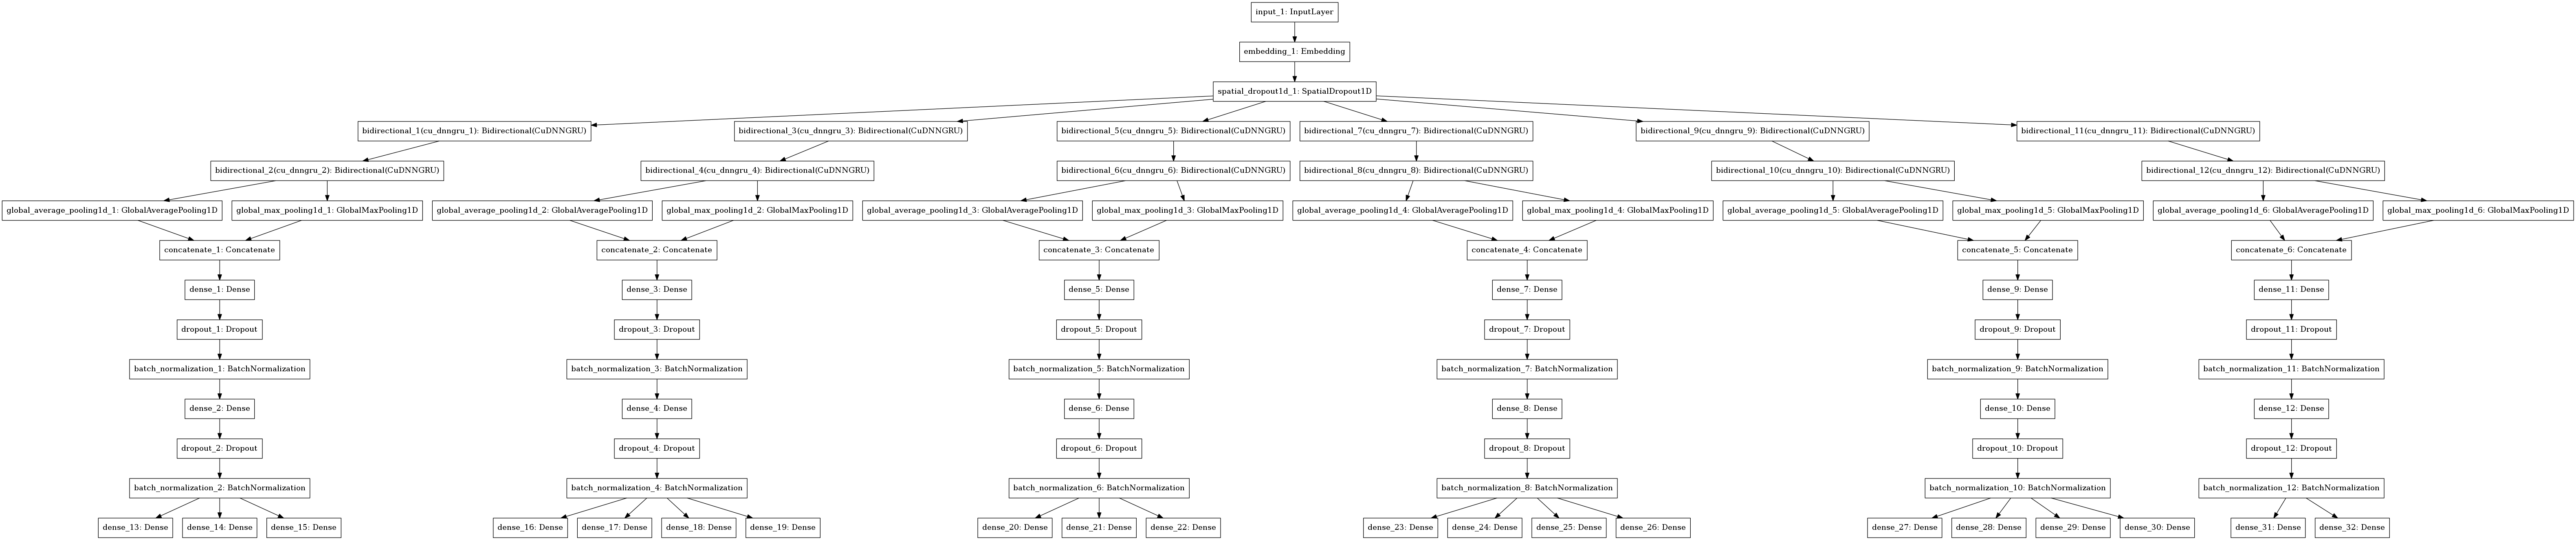 input_1: InputLayer
embedding_1: Embedding
spatial_dropout1d_1: SpatialDropout1D
bidirectional_1(cu_dnngru_1): Bidirectional(CuDNNGRU)
bidirectional_3(cu_dnngru_3): Bidirectional(CuDNNGRU)
bidirectional_5(cu_dnngru_5): Bidirectional(CuDNNGRU)
bidirectional_7(cu_dnngru_7): Bidirectional(CuDNNGRU)
bidirectional_9(cu_dnngru_9): Bidirectional(CuDNNGRU)
bidirectional_11(cu_dnngru_11): Bidirectional(CuDNNGRU)
bidirectional_2(cu_dnngru_2): Bidirectional(CuDNNGRU)
bidirectional_4(cu_dnngru_4): Bidirectional(CuDNNGRU)
bidirectional_6(cu_dnngru_6): Bidirectional(CuDNNGRU)
bidirectional_8(cu_dnngru_8): Bidirectional(CuDNNGRU)
bidirectional_10(cu_dnngru_10): Bidirectional(CuDNNGRU)
bidirectional_12(cu_dnngru_12): Bidirectional(CuDNNGRU)
global_average_pooling1d_1: GlobalAveragePooling1D
global_max_pooling1d_1: GlobalMaxPooling1D
global_average_pooling1d_2: GlobalAveragePooling1D
global_max_pooling1d_2: GlobalMaxPooling1D
global_average_pooling1d_3: GlobalAveragePooling1D
global_max_pooling1d_3: GlobalMaxPooling1D
global_average_pooling1d_4: GlobalAveragePooling1D
global_max_pooling1d_4: GlobalMaxPooling1D
global_average_pooling1d_5: GlobalAveragePooling1D
global_max_pooling1d_5: GlobalMaxPooling1D
global_average_pooling1d_6: GlobalAveragePooling1D
global_max_pooling1d_6: GlobalMaxPooling1D
concatenate_1: Concatenate
concatenate_2: Concatenate
concatenate_3: Concatenate
concatenate_4: Concatenate
concatenate_5: Concatenate
concatenate_6: Concatenate
dense_1: Dense
dense_3: Dense
dense_5: Dense
dense_7: Dense
dense_9: Dense
dense_11: Dense
dropout_1: Dropout
dropout_3: Dropout
dropout_5: Dropout
dropout_7: Dropout
dropout_9: Dropout
dropout_11: Dropout
batch_normalization_1: BatchNormalization
batch_normalization_3: BatchNormalization
batch_normalization_5: BatchNormalization
batch_normalization_7: BatchNormalization
batch_normalization_9: BatchNormalization
batch_normalization_11: BatchNormalization
dense_2: Dense
dense_4: Dense
dense_6: Dense
dense_8: Dense
dense_10: Dense
dense_12: Dense
dropout_2: Dropout
dropout_4: Dropout
dropout_6: Dropout
dropout_8: Dropout
dropout_10: Dropout
dropout_12: Dropout
batch_normalization_2: BatchNormalization
batch_normalization_4: BatchNormalization
batch_normalization_6: BatchNormalization
batch_normalization_8: BatchNormalization
batch_normalization_10: BatchNormalization
batch_normalization_12: BatchNormalization
dense_13: Dense
dense_14: Dense
dense_15: Dense
dense_16: Dense
dense_17: Dense
dense_18: Dense
dense_19: Dense
dense_20: Dense
dense_21: Dense
dense_22: Dense
dense_23: Dense
dense_24: Dense
dense_25: Dense
dense_26: Dense
dense_27: Dense
dense_28: Dense
dense_29: Dense
dense_30: Dense
dense_31: Dense
dense_32: Dense